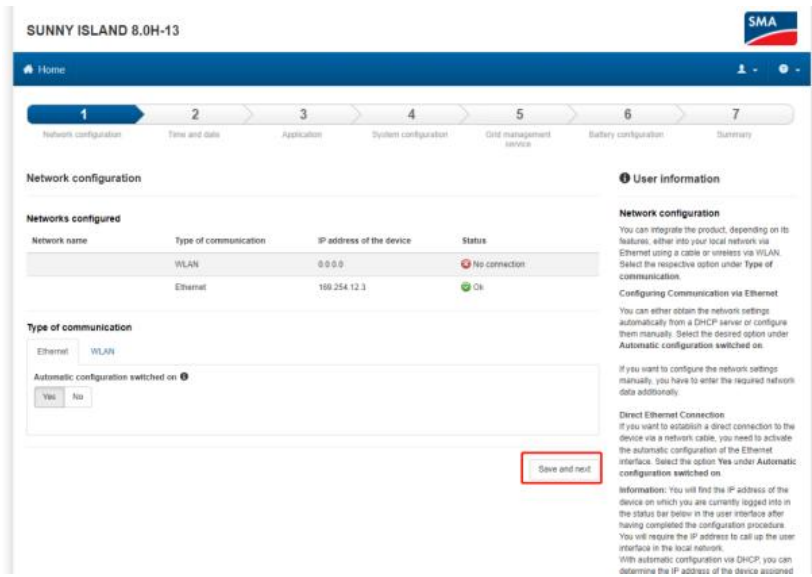 SUNNY ISLAND 8.0H-13
SMA
Home
1
2
3
4
5
6
7
Network configuration
Time and date
Application
System configuration
Grid management
service
Battery configuration
Summary
Network configuration
Networks configured
Network name
Type of communication
IP address of the device
Status
WLAN
0.0.0.0
No connection
Ethernet
169.254.12.3
Ok
Type of communication
Ethernet
WLAN
Automatic configuration switched on
Yes
No
Save and next
User information
Network configuration
You can integrate the product, depending on its
features, either into your local network via
Ethernet using a cable or wireless via WLAN.
Select the respective option under Type of
communication.
Configuring Communication via Ethernet
You can either obtain the network settings
automatically from a DHCP server or configure
them manually. Select the desired option under
Automatic configuration switched on.
If you want to configure the network settings
manually, you have to enter the required network
data additionally.
Direct Ethernet Connection
If you want to establish a direct connection to the
device via a network cable, you need to activate
the automatic configuration of the Ethernet
interface. Select the option Yes under Automatic
configuration switched on.
Information: You will find the IP address of the
device on which you are currently logged into in
the status bar below in the user interface after
having completed the configuration procedure.
You will require the IP address to call up the user
interface in the local network.
With automatic configuration via DHCP, you can
determine the IP address of the device assigned